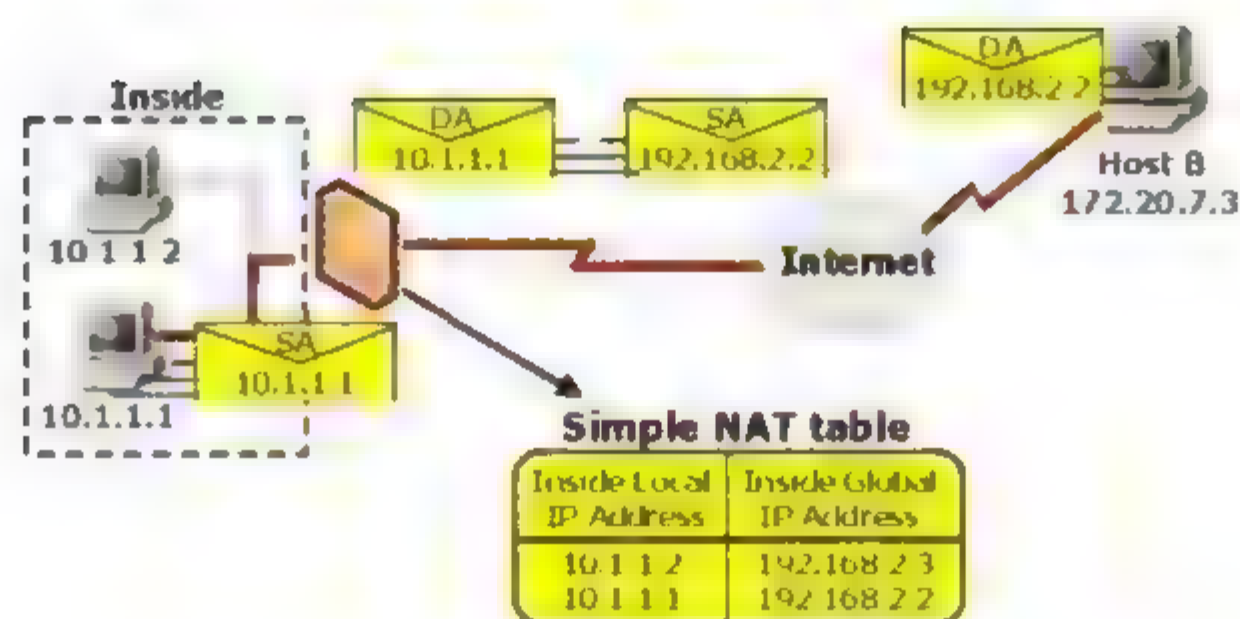 Inside
DA
10.1.1.1
SA
192.168.2.2
DA
192.168.2 2
Host B
172.20.7.3
10 1 1 2
Internet
SA
10.1.1 1
10.1.1.1
Simple NAT table
Inside Local IP Address
Inside Global IP Address
10.1 1 2
192.168 2 3
10 1 1 1
192 168 2 2